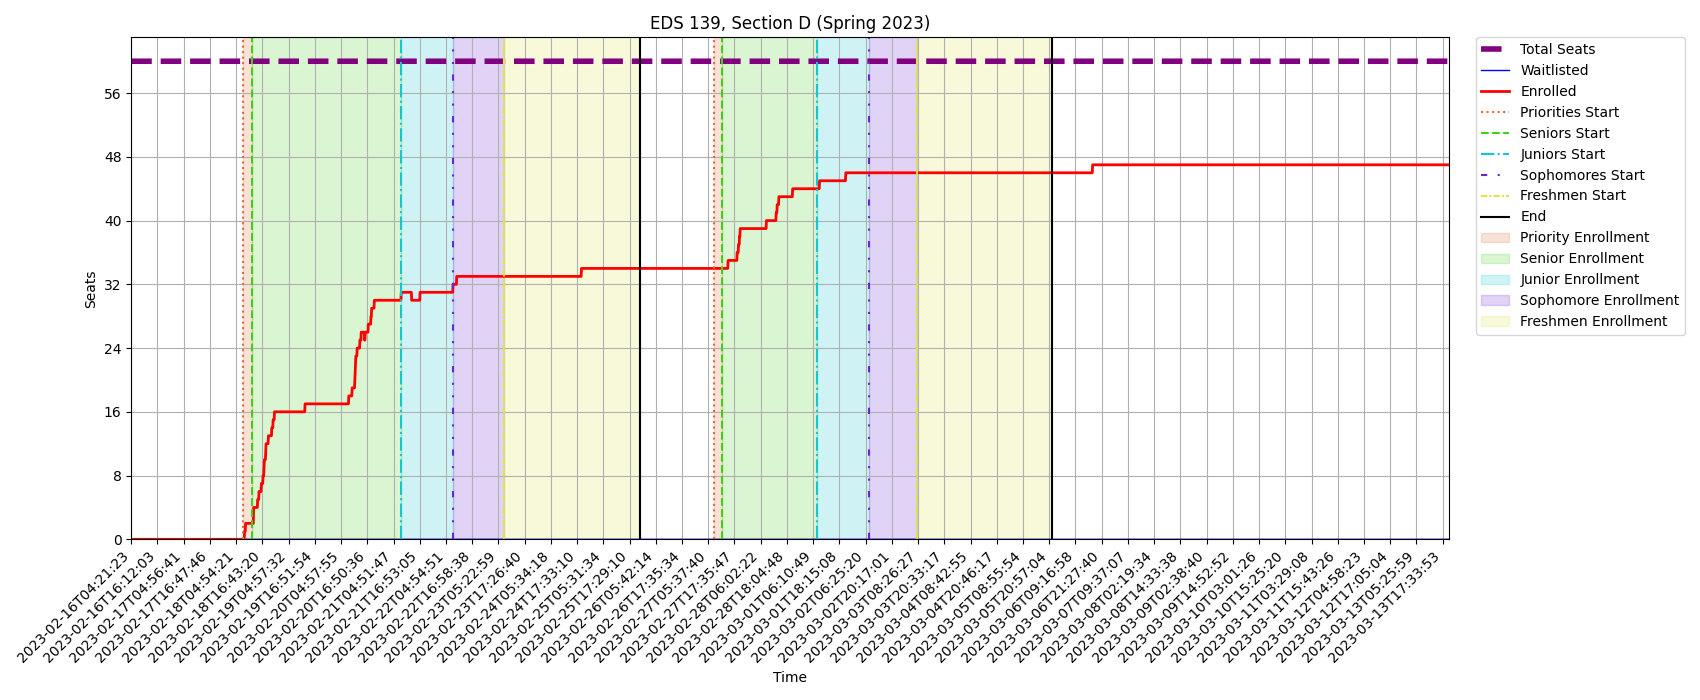 EDS 139, Section D (Spring 2023)
Seats
56
48
40
32
24
16
8
0
2023-02-16T04:21:23
2023-02-16T16:12:03
2023-02-17T04:56:41
2023-02-17T16:47:46
2023-02-18T04:54:21
2023-02-18T16:43:20
2023-02-19T04:57:32
2023-02-19T16:51:54
2023-02-20T04:57:55
2023-02-20T16:50:36
2023-02-21T04:51:47
2023-02-21T16:53:05
2023-02-22T04:54:51
2023-02-22T16:58:38
2023-02-23T05:22:59
2023-02-23T17:26:40
2023-02-24T05:34:18
2023-02-24T17:33:10
2023-02-25T05:31:34
2023-02-25T17:29:10
2023-02-26T05:42:14
2023-02-26T17:35:34
2023-02-27T05:37:40
2023-02-27T17:35:47
2023-02-28T06:02:22
2023-02-28T18:04:48
2023-03-01T06:10:49
2023-03-01T18:15:08
2023-03-02T06:25:20
2023-03-02T20:17:01
2023-03-03T08:26:27
2023-03-03T20:33:17
2023-03-04T08:42:55
2023-03-04T20:46:17
2023-03-05T08:55:54
2023-03-05T20:57:04
2023-03-06T09:16:58
2023-03-06T21:27:40
2023-03-07T09:37:07
2023-03-08T02:19:34
2023-03-08T14:33:38
2023-03-09T02:38:40
2023-03-09T14:52:52
2023-03-10T03:01:26
2023-03-10T15:25:20
2023-03-11T03:29:08
2023-03-11T15:43:26
2023-03-12T04:58:23
2023-03-12T17:05:04
2023-03-13T05:25:59
2023-03-13T17:33:53
Time
Total Seats
Waitlisted
Enrolled
Priorities Start
Seniors Start
Juniors Start
Sophomores Start
Freshmen Start
End
Priority Enrollment
Senior Enrollment
Junior Enrollment
Sophomore Enrollment
Freshmen Enrollment